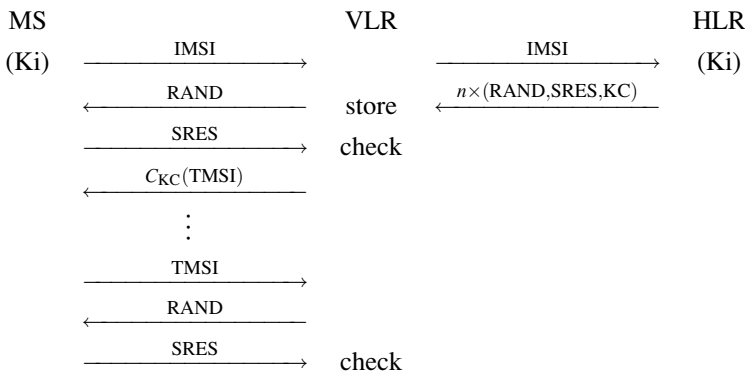 MS VLR HLR
IMSI IMSI
(Ki) (Ki)
RAND n×(RAND,SRES,KC)
store
SRES
check
C_KC(TMSI)
⋮
TMSI
RAND
SRES
check